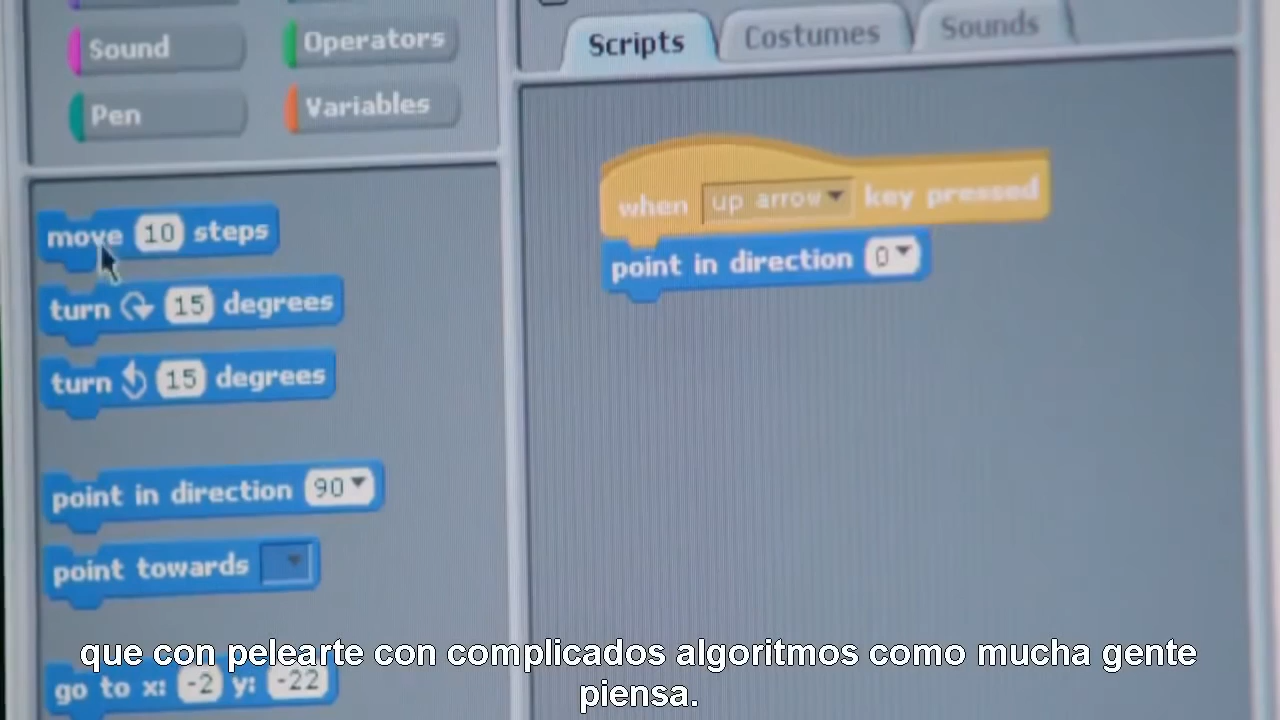 Sound
Operators
Pen
Variables
Scripts
Costumes
Sounds
move 10 steps
turn 15 degrees
turn 15 degrees
point in direction 90
point towards
go to x: -2 y: -22
when up arrow key pressed
point in direction 0
que con pelearte con complicados algoritmos como mucha gente
piensa.